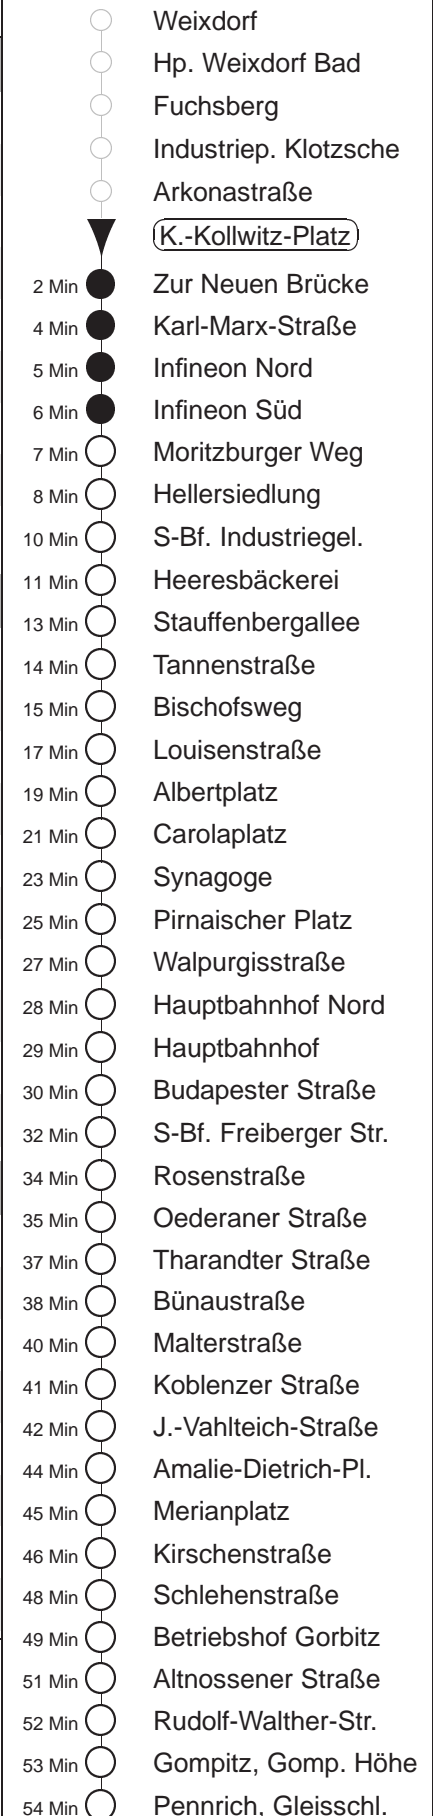 Weixdorf
Hp. Weixdorf Bad
Fuchsberg
Industriep. Klotzsche
Arkonastraße
K.-Kollwitz-Platz
2 Min Zur Neuen Brücke
4 Min Karl-Marx-Straße
5 Min Infineon Nord
6 Min Infineon Süd
7 Min Moritzburger Weg
8 Min Hellersiedlung
10 Min S-Bf. Industriegel.
11 Min Heeresbäckerei
13 Min Stauffenbergallee
14 Min Tannenstraße
15 Min Bischofsweg
17 Min Louisenstraße
19 Min Albertplatz
21 Min Carolaplatz
23 Min Synagoge
25 Min Pirnaischer Platz
27 Min Walpurgisstraße
28 Min Hauptbahnhof Nord
29 Min Hauptbahnhof
30 Min Budapester Straße
32 Min S-Bf. Freiberger Str.
34 Min Rosenstraße
35 Min Oederaner Straße
37 Min Tharandter Straße
38 Min Bünaustraße
40 Min Malterstraße
41 Min Koblenzer Straße
42 Min J.-Vahlteich-Straße
44 Min Amalie-Dietrich-Pl.
45 Min Merianplatz
46 Min Kirschenstraße
48 Min Schlehenstraße
49 Min Betriebshof Gorbitz
51 Min Altnossener Straße
52 Min Rudolf-Walther-Str.
53 Min Gompitz, Gomp. Höhe
54 Min Pennrich, Gleisschl.